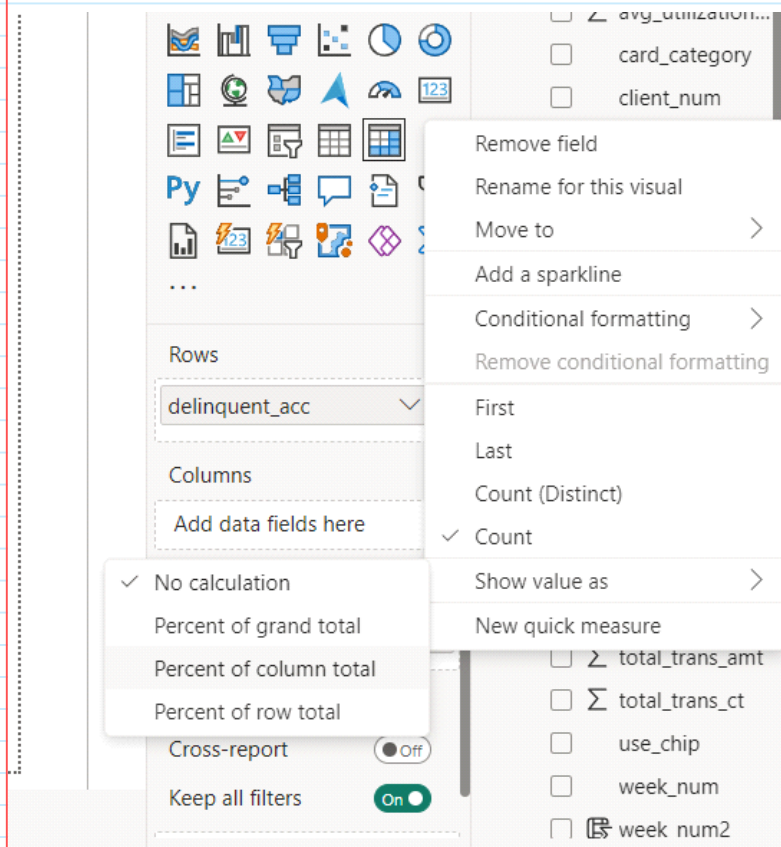 avg_utilization...
card_category
client_num
123
Py
123
...
Rows
delinquent_acc
Columns
Add data fields here
Remove field
Rename for this visual
Move to
Add a sparkline
Conditional formatting
Remove conditional formatting
First
Last
Count (Distinct)
Count
Show value as
New quick measure
No calculation
Percent of grand total
Percent of column total
Percent of row total
Cross-report
Off
Keep all filters
On
Σ total_trans_amt
Σ total_trans_ct
use_chip
week_num
week_num2